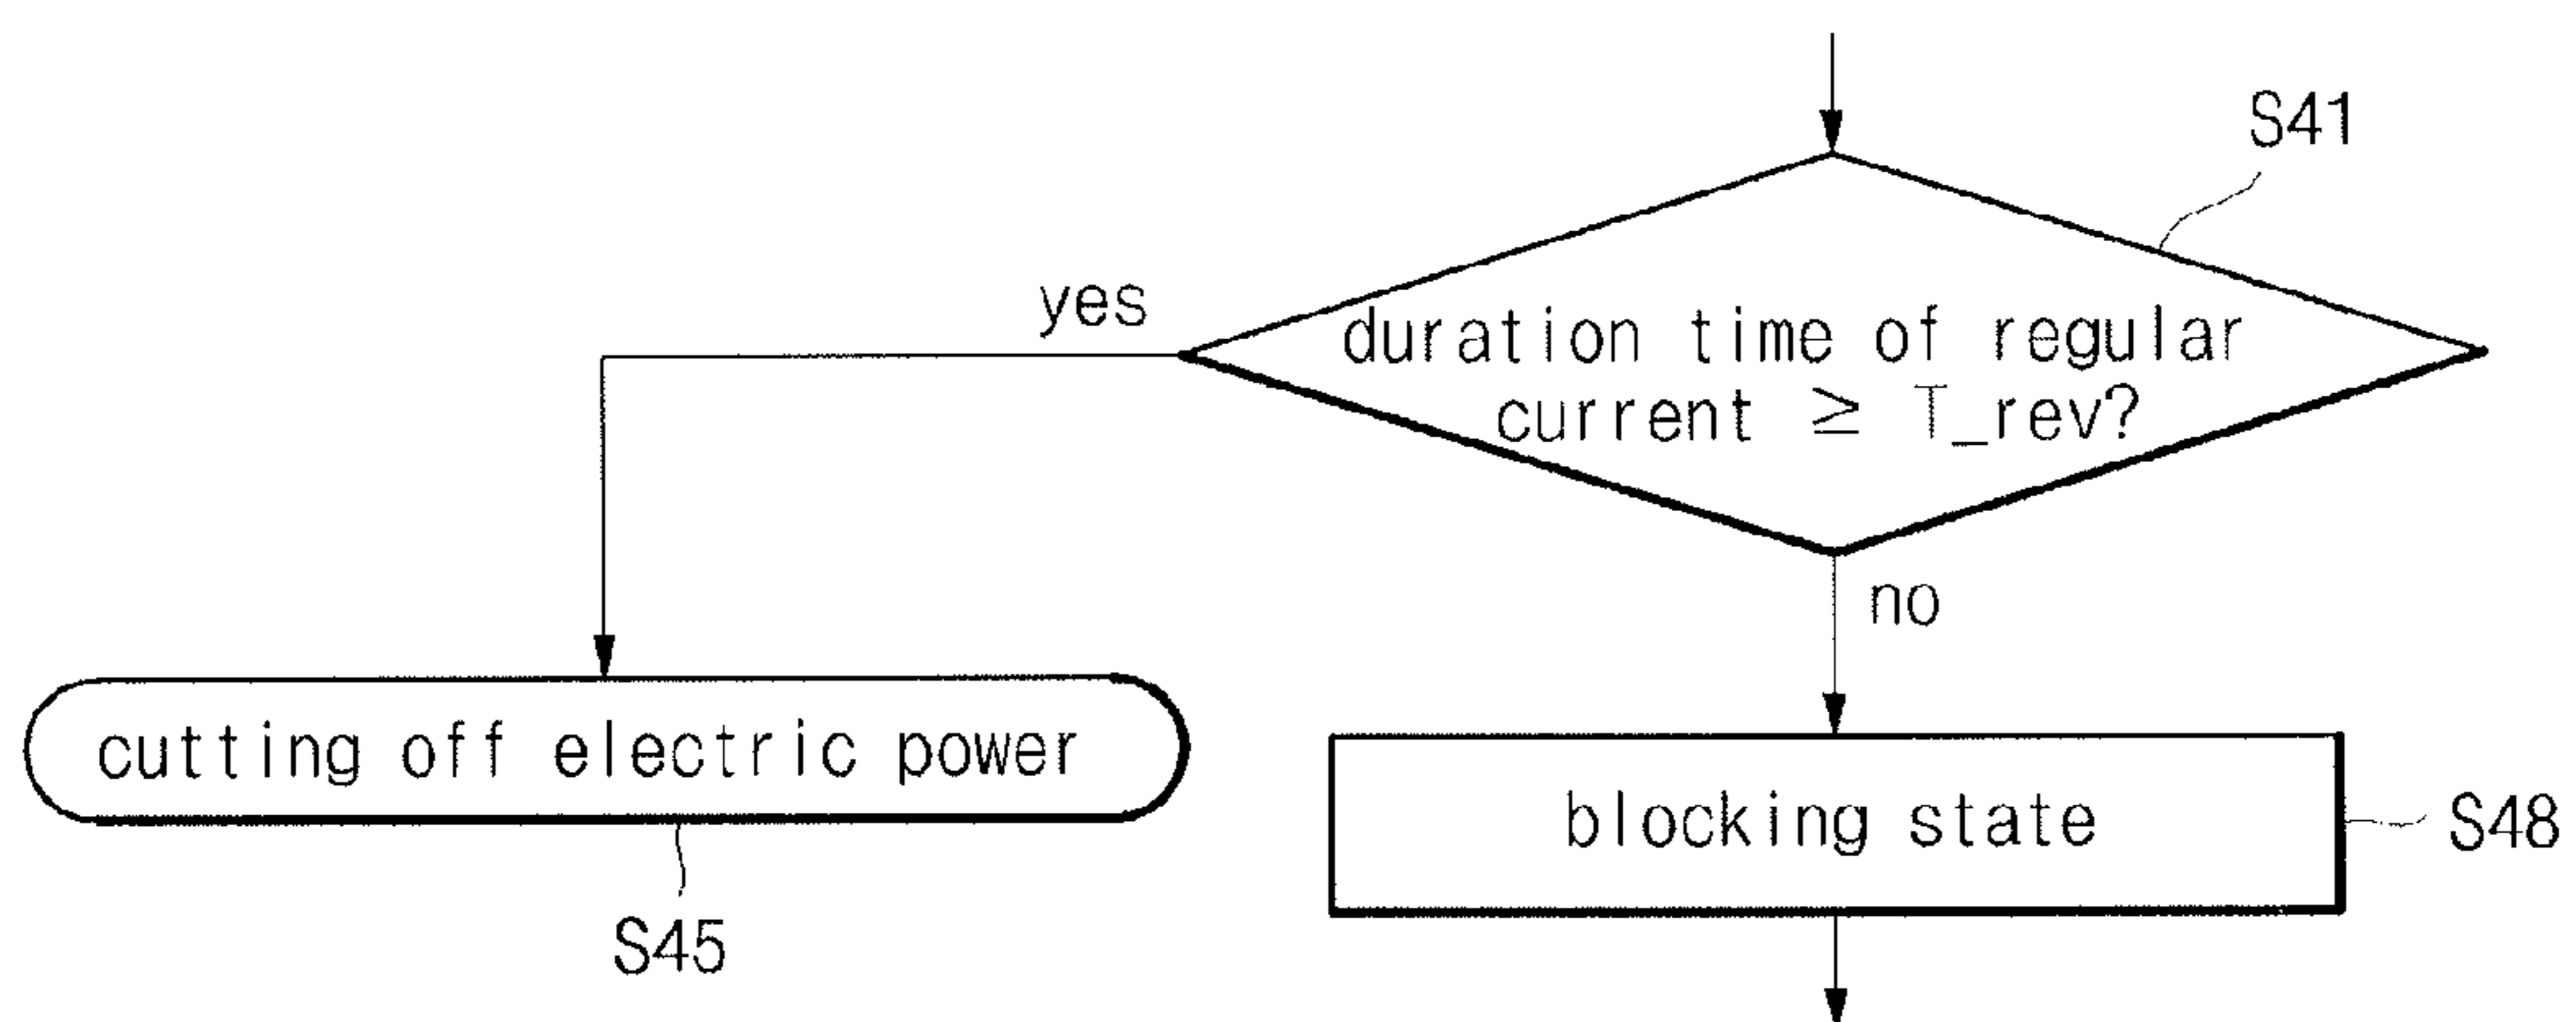 S41
yes
duration time of regular
current ≥ T_rev?
no
cutting off electric power
blocking state
S48
S45